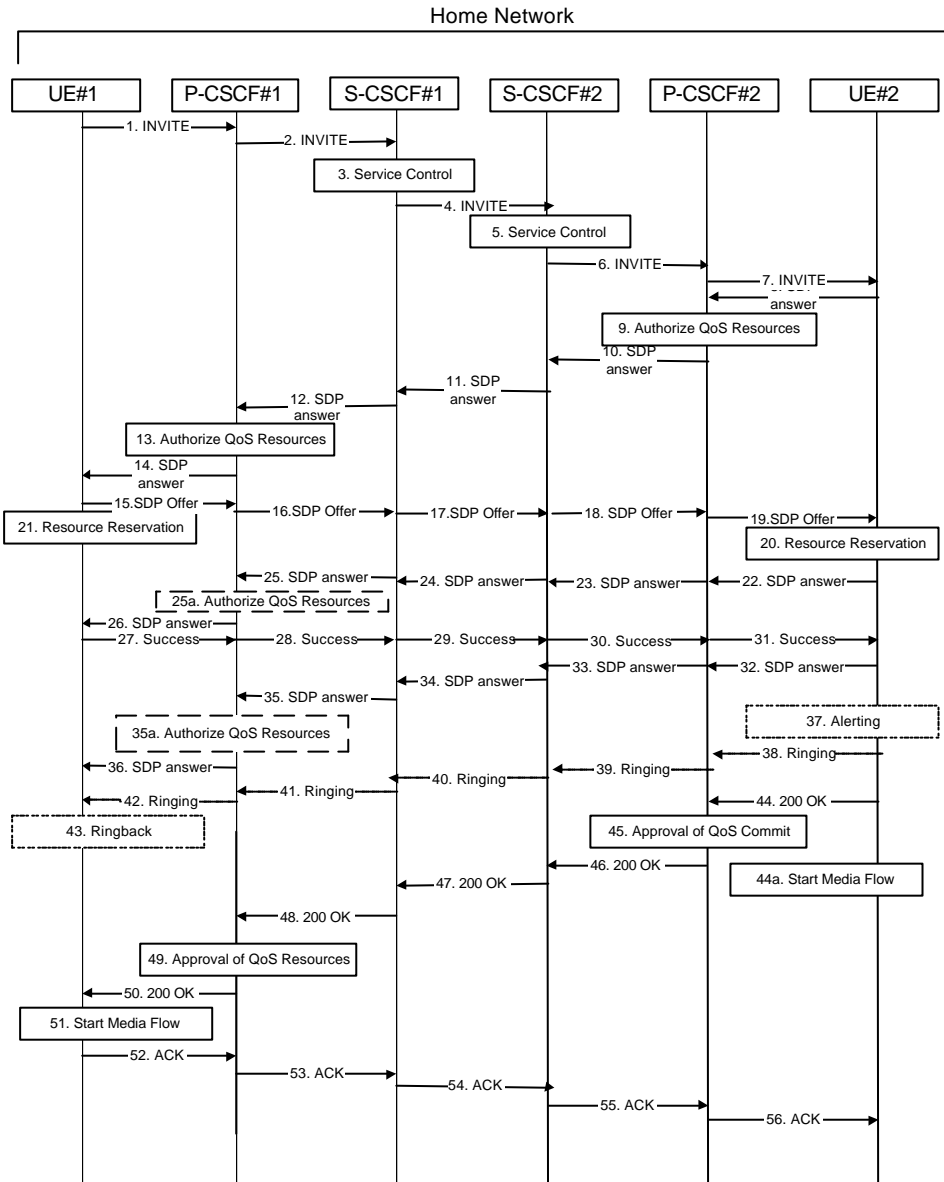 Home Network
UE#1
P-CSCF#1
S-CSCF#1
S-CSCF#2
P-CSCF#2
UE#2
1. INVITE
2. INVITE
3. Service Control
4. INVITE
5. Service Control
6. INVITE
7. INVITE
answer
9. Authorize QoS Resources
10. SDP
answer
11. SDP
answer
12. SDP
answer
13. Authorize QoS Resources
14. SDP
answer
15.SDP Offer
16.SDP Offer
17.SDP Offer
18. SDP Offer
19.SDP Offer
21. Resource Reservation
20. Resource Reservation
25. SDP answer
24. SDP answer
23. SDP answer
22. SDP answer
25a. Authorize QoS Resources
26. SDP answer
27. Success
28. Success
29. Success
30. Success
31. Success
33. SDP answer
32. SDP answer
34. SDP answer
35. SDP answer
37. Alerting
35a. Authorize QoS Resources
38. Ringing
36. SDP answer
39. Ringing
40. Ringing
41. Ringing
42. Ringing
44. 200 OK
43. Ringback
45. Approval of QoS Commit
46. 200 OK
44a. Start Media Flow
47. 200 OK
48. 200 OK
49. Approval of QoS Resources
50. 200 OK
51. Start Media Flow
52. ACK
53. ACK
54. ACK
55. ACK
56. ACK